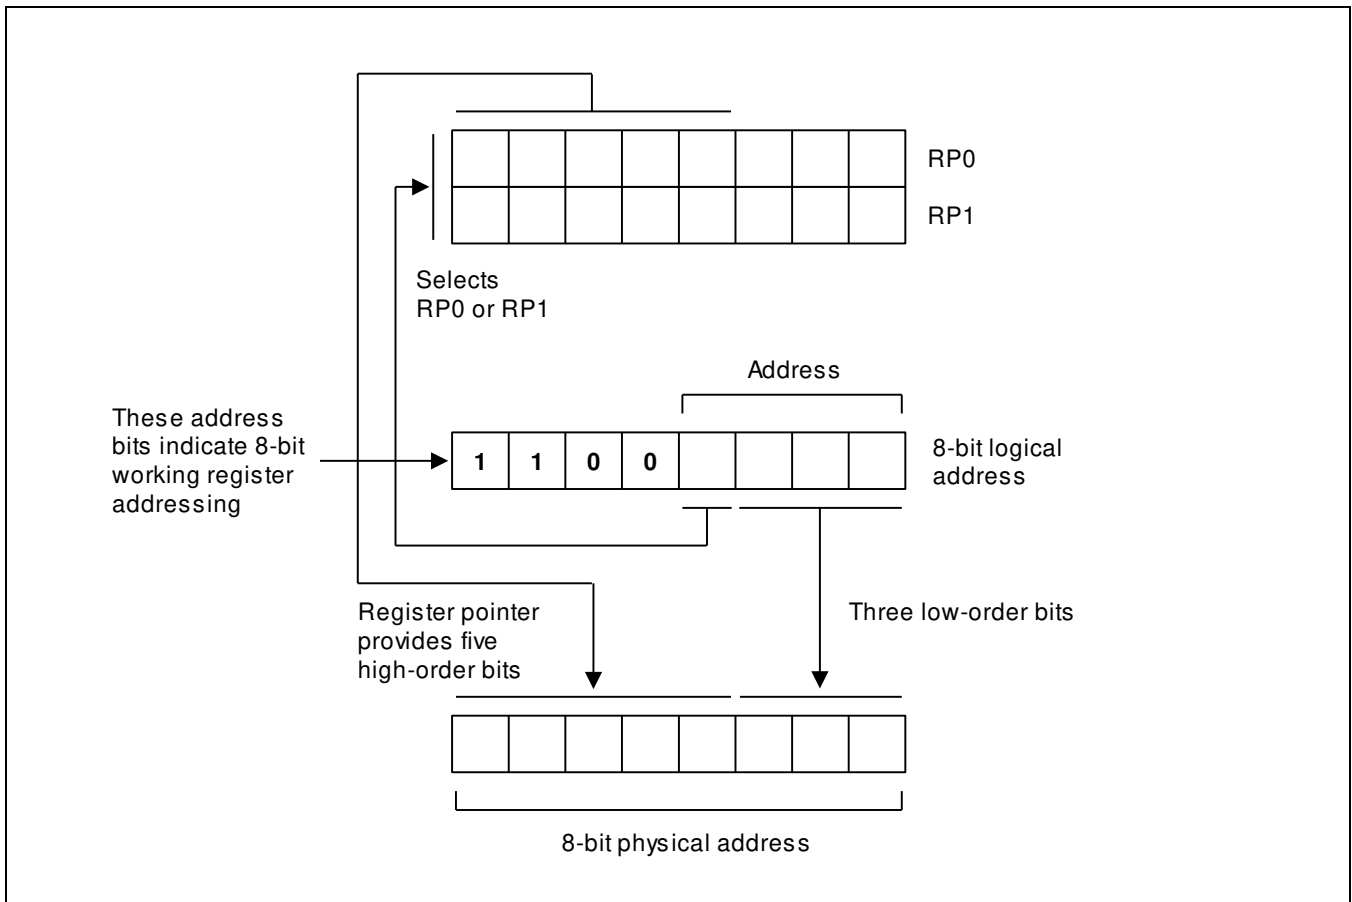 RP0
RP1
Selects
RP0 or RP1
Address
These address
bits indicate 8-bit
working register
addressing
1 1 0 0
8-bit logical
address
Register pointer
provides five
high-order bits
Three low-order bits
8-bit physical address